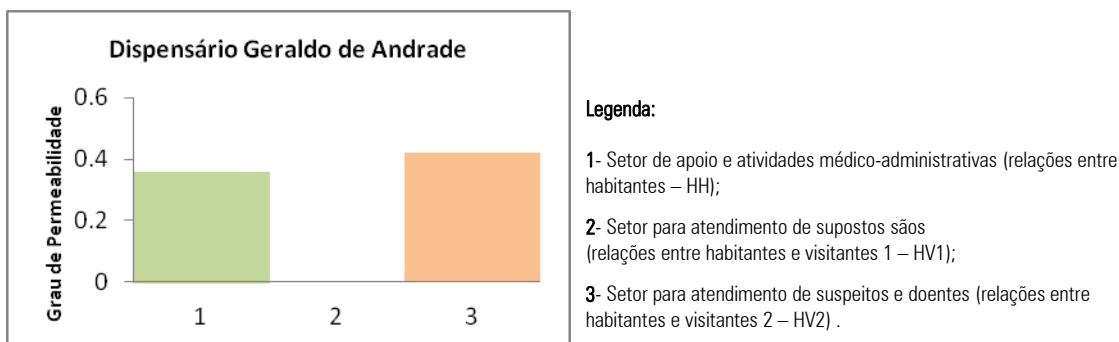 Dispensário Geraldo de Andrade
Grau de Permeabilidade
0.6
0.4
0.2
0
1
2
3
Legenda:
1- Setor de apoio e atividades médico-administrativas (relações entre
habitantes – HH);
2- Setor para atendimento de supostos sãos
(relações entre habitantes e visitantes 1 – HV1);
3- Setor para atendimento de suspeitos e doentes (relações entre
habitantes e visitantes 2 – HV2) .